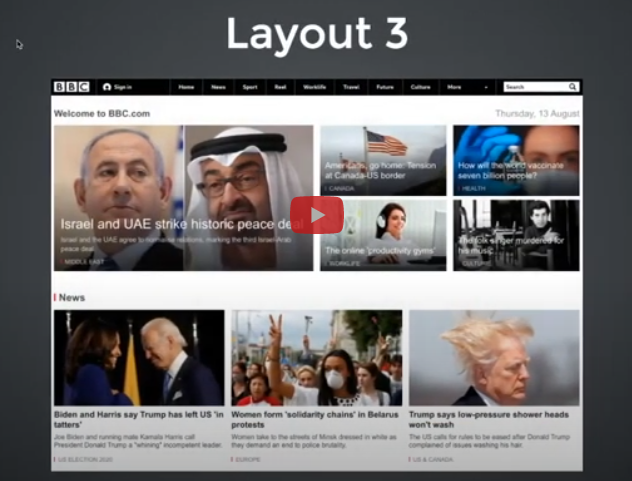 Layout 3
BBC Sign in Home News Sport Reel Worklife Travel Future Culture More Search
Welcome to BBC.com
Thursday, 13 August
Israel and UAE strike historic peace deal
Israel and the UAE agree to normalise relations, marking the third Israel-Arab
peace deal.
MIDDLE EAST
Americans, go home: Tension
at Canada-US border
CANADA
How will the world vaccinate
seven billion people?
HEALTH
The online 'productivity gyms'
WORKLIFE
The folk singer murdered for
his music
CULTURE
News
Biden and Harris say Trump has left US 'in
tatters'
Joe Biden and running mate Kamala Harris call
President Donald Trump a "whining" incompetent leader.
US ELECTION 2020
Women form 'solidarity chains' in Belarus
protests
Women take to the streets of Minsk dressed in white as
they demand an end to police brutality.
EUROPE
Trump says low-pressure shower heads
won't wash
The US calls for rules to be eased after Donald Trump
complained of issues washing his hair.
US & CANADA